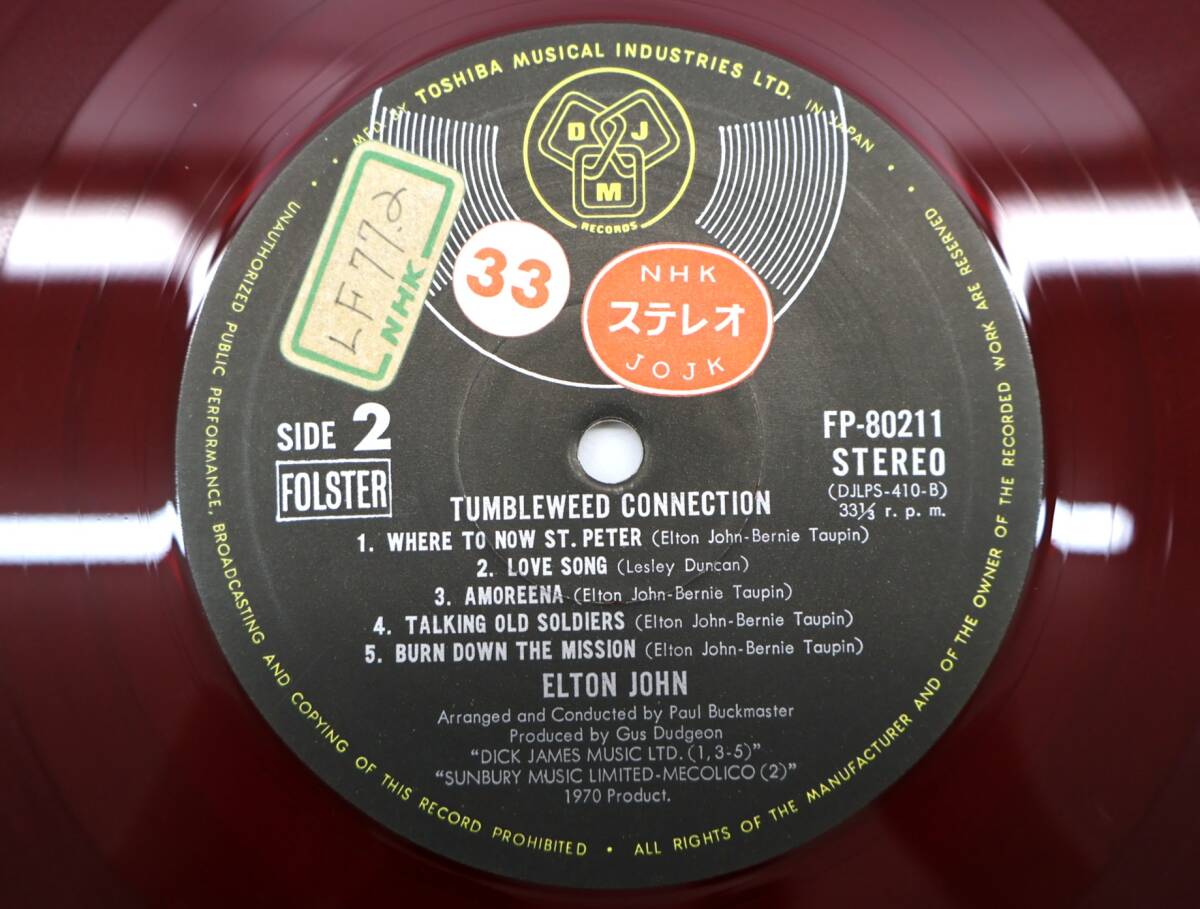 MFD. BY TOSHIBA MUSICAL INDUSTRIES LTD. IN JAPAN
D J M
RECORDS
LF77.2
NHK
33
NHK
ステレオ
JOJK
SIDE 2
FOLSTER
FP-80211
STEREO
(DJLPS-410-B)
33⅓ r. p. m.
TUMBLEWEED CONNECTION
1. WHERE TO NOW ST. PETER (Elton John-Bernie Taupin)
2. LOVE SONG (Lesley Duncan)
3. AMOREENA (Elton John-Bernie Taupin)
4. TALKING OLD SOLDIERS (Elton John-Bernie Taupin)
5. BURN DOWN THE MISSION (Elton John-Bernie Taupin)
ELTON JOHN
Arranged and Conducted by Paul Buckmaster
Produced by Gus Dudgeon
"DICK JAMES MUSIC LTD. (1, 3-5)"
"SUNBURY MUSIC LIMITED-MECOLICO (2)"
1970 Product.
• UNAUTHORIZED PUBLIC PERFORMANCE, BROADCASTING AND COPYING OF THIS RECORD PROHIBITED • ALL RIGHTS OF THE MANUFACTURER AND OF THE OWNER OF THE RECORDED WORK ARE RESERVED •